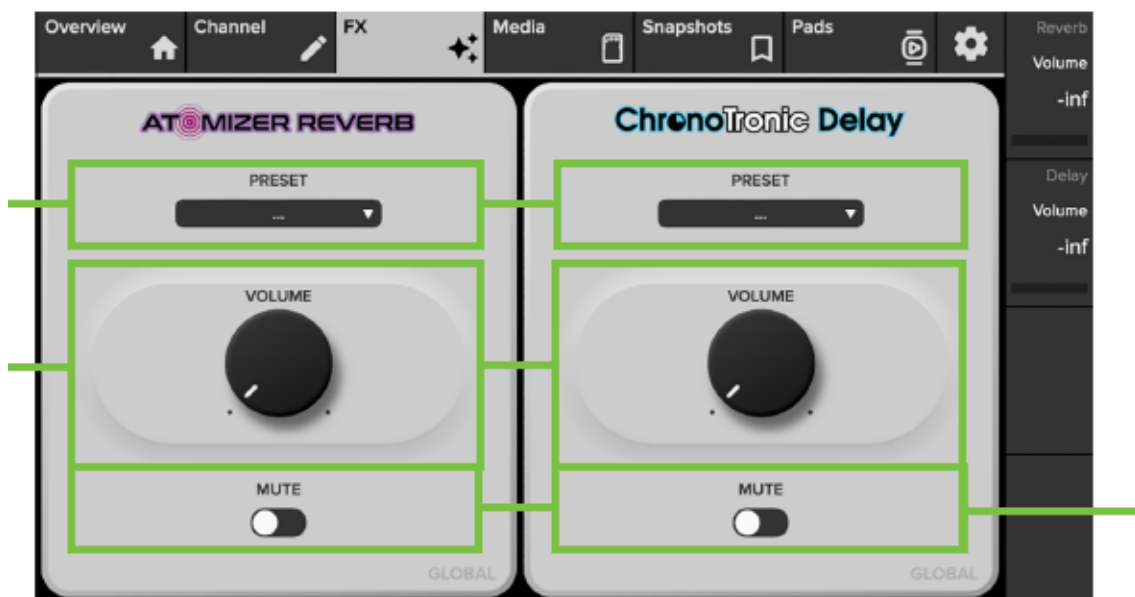 Overview
Channel
FX
Media
Snapshots
Pads
Reverb
Volume
-inf
ATOMIZER REVERB
PRESET
...
VOLUME
MUTE
GLOBAL
ChronoTronic Delay
PRESET
...
VOLUME
MUTE
GLOBAL
Delay
Volume
-inf